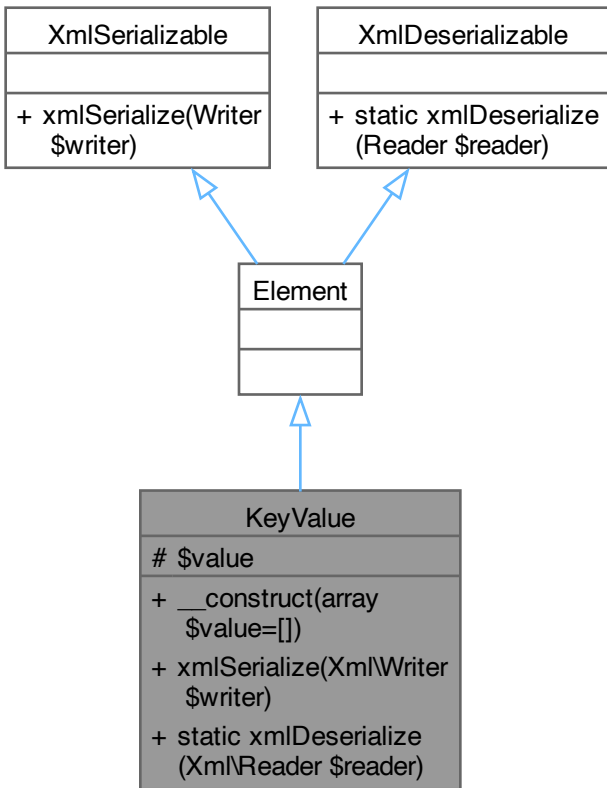 XmlSerializable
+ xmlSerialize(Writer
$writer)
XmlDeserializable
+ static xmlDeserialize
(Reader $reader)
Element
KeyValue
# $value
+ __construct(array
$value=[])
+ xmlSerialize(Xml\Writer
$writer)
+ static xmlDeserialize
(Xml\Reader $reader)